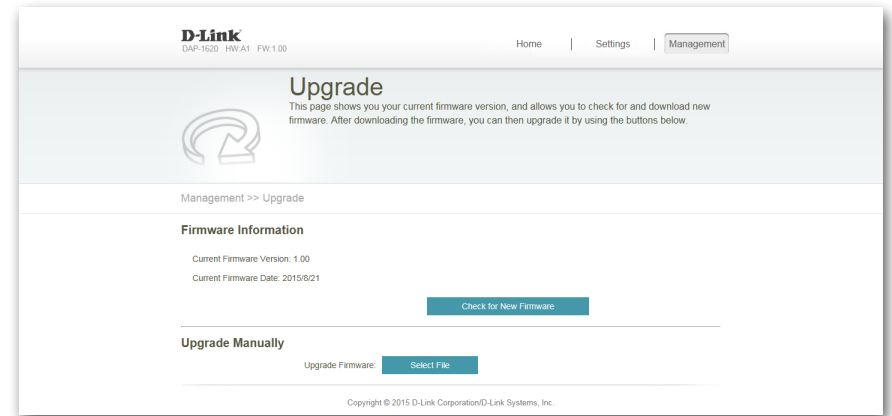 D-Link
DAP-1620 HW:A1 FW:1.00
Home | Settings | Management
Upgrade
This page shows you your current firmware version, and allows you to check for and download new
firmware. After downloading the firmware, you can then upgrade it by using the buttons below.
Management >> Upgrade
Firmware Information
Current Firmware Version: 1.00
Current Firmware Date: 2015/8/21
Check for New Firmware
Upgrade Manually
Upgrade Firmware: Select File
Copyright © 2015 D-Link Corporation/D-Link Systems, Inc.